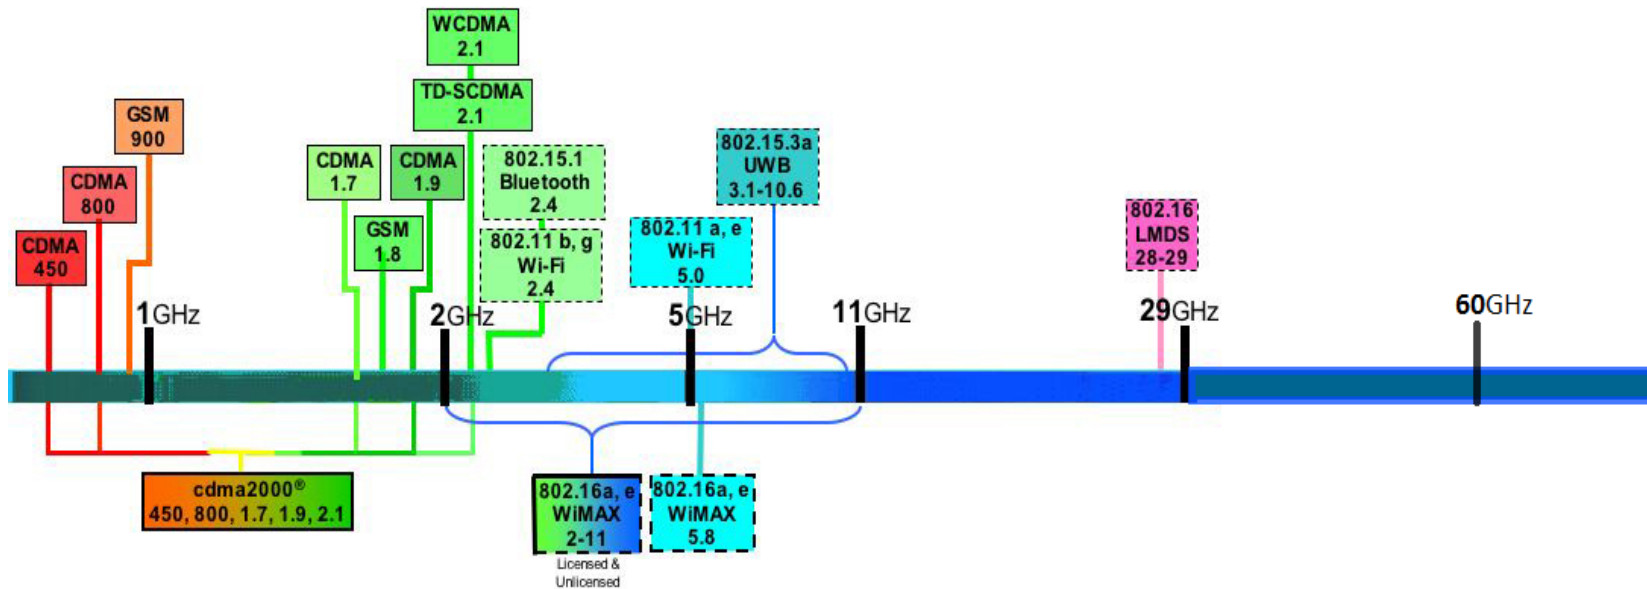 WCDMA
2.1
TD-SCDMA
2.1
GSM
900
CDMA
800
CDMA
450
CDMA
1.7
CDMA
1.9
GSM
1.8
802.15.1
Bluetooth
2.4
802.11 b, g
Wi-Fi
2.4
802.15.3a
UWB
3.1-10.6
802.11 a, e
Wi-Fi
5.0
802.16
LMDS
28-29
1GHz
2GHz
5GHz
11GHz
29GHz
60GHz
cdma2000®
450, 800, 1.7, 1.9, 2.1
802.16a, e
WiMAX
2-11
Licensed &
Unlicensed
802.16a, e
WiMAX
5.8